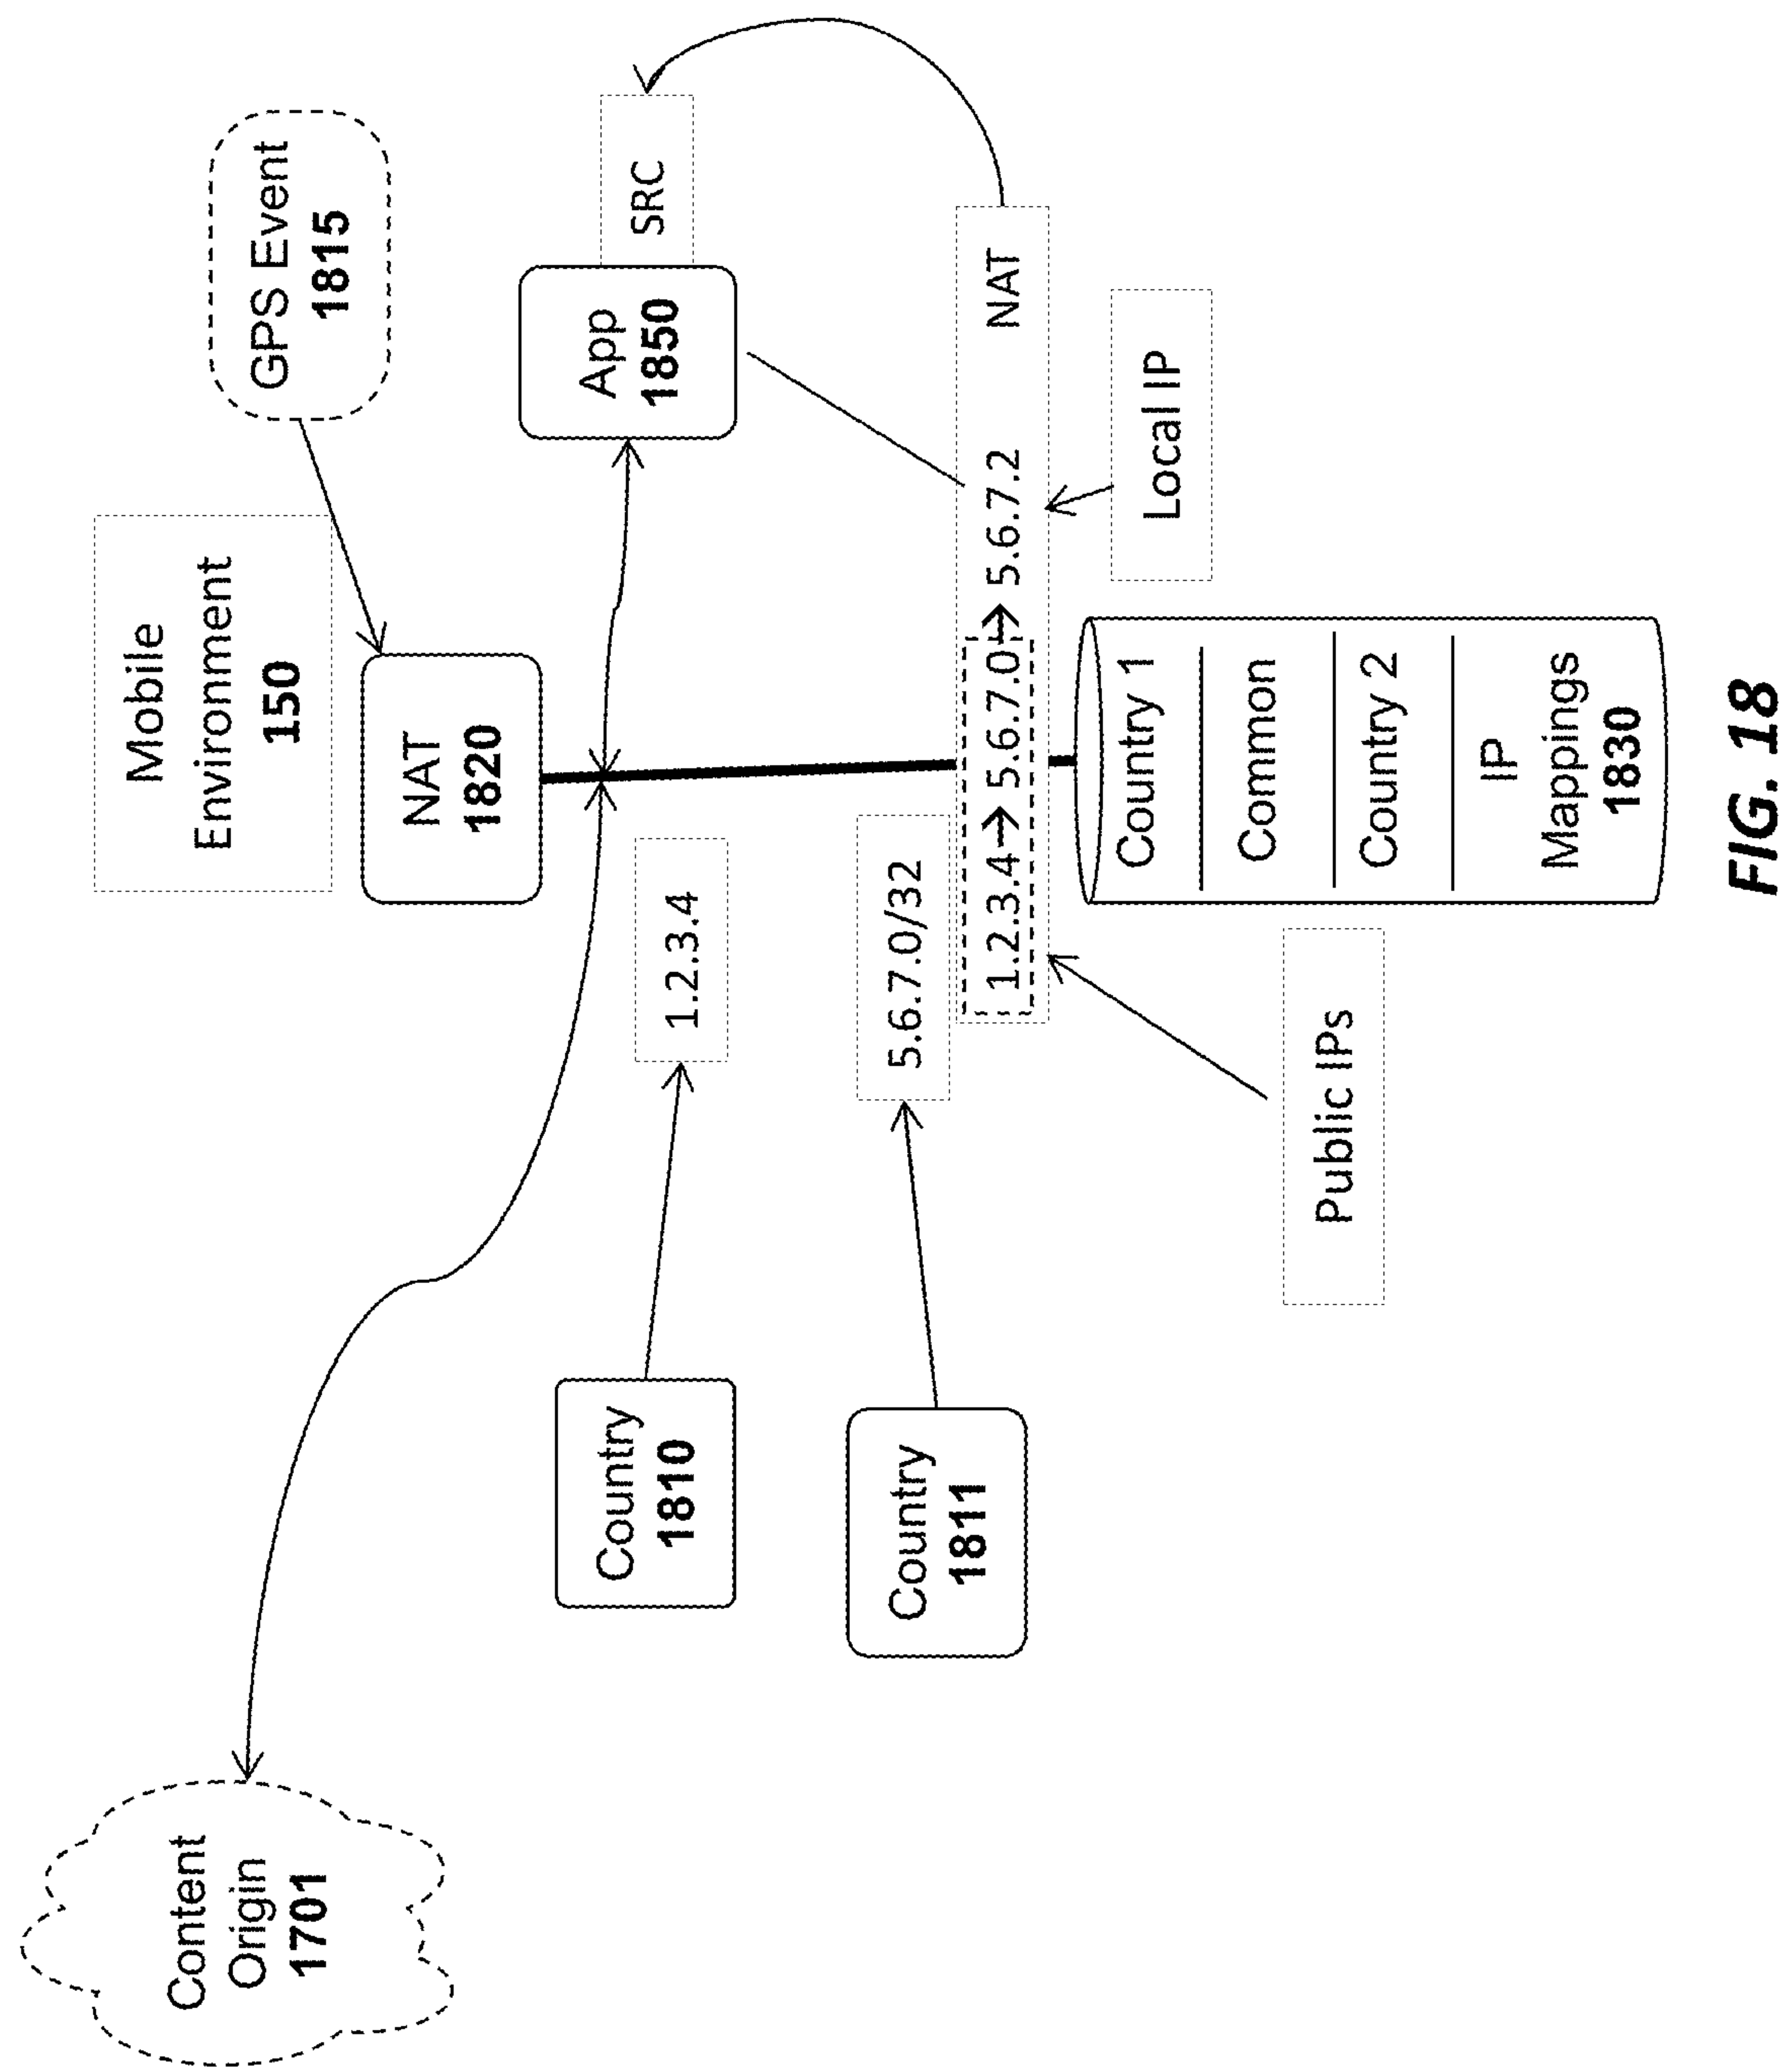 Content
Origin
1701
Mobile
Environment
150
GPS Event
1815
NAT
1820
App
1850
SRC
Country
1810
1.2.3.4
Country
1811
5.6.7.0/32
1.2.3.4→ 5.6.7.0→ 5.6.7.2 NAT
Public IPs
Local IP
Country 1
Common
Country 2
IP
Mappings
1830
FIG. 18